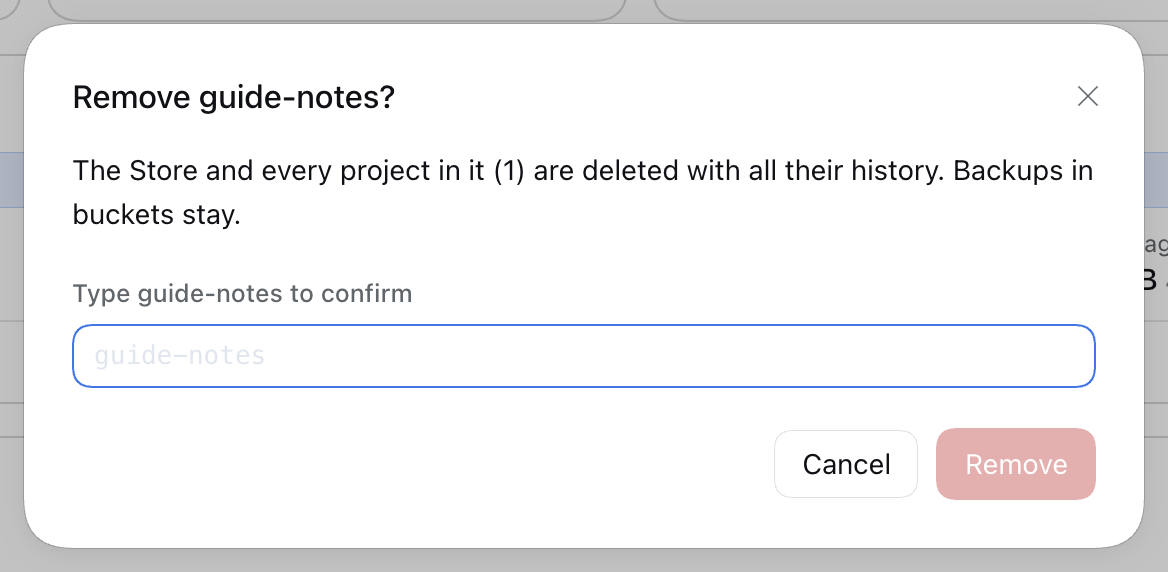 Remove guide-notes?
The Store and every project in it (1) are deleted with all their history. Backups in
buckets stay.
Type guide-notes to confirm
guide-notes
Cancel
Remove